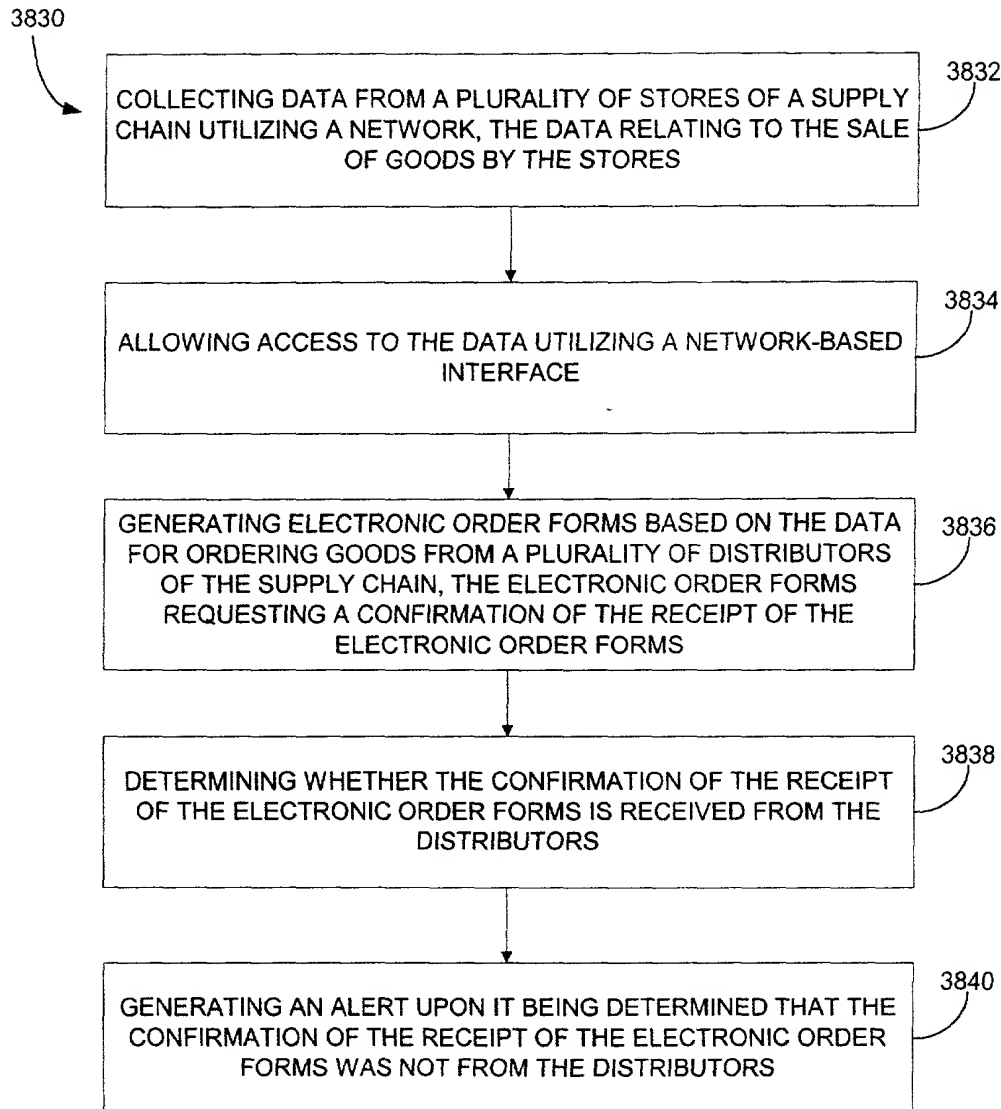 3830
COLLECTING DATA FROM A PLURALITY OF STORES OF A SUPPLY
CHAIN UTILIZING A NETWORK, THE DATA RELATING TO THE SALE
OF GOODS BY THE STORES
3832
ALLOWING ACCESS TO THE DATA UTILIZING A NETWORK-BASED
INTERFACE
3834
GENERATING ELECTRONIC ORDER FORMS BASED ON THE DATA
FOR ORDERING GOODS FROM A PLURALITY OF DISTRIBUTORS
OF THE SUPPLY CHAIN, THE ELECTRONIC ORDER FORMS
REQUESTING A CONFIRMATION OF THE RECEIPT OF THE
ELECTRONIC ORDER FORMS
3836
DETERMINING WHETHER THE CONFIRMATION OF THE RECEIPT
OF THE ELECTRONIC ORDER FORMS IS RECEIVED FROM THE
DISTRIBUTORS
3838
GENERATING AN ALERT UPON IT BEING DETERMINED THAT THE
CONFIRMATION OF THE RECEIPT OF THE ELECTRONIC ORDER
FORMS WAS NOT FROM THE DISTRIBUTORS
3840